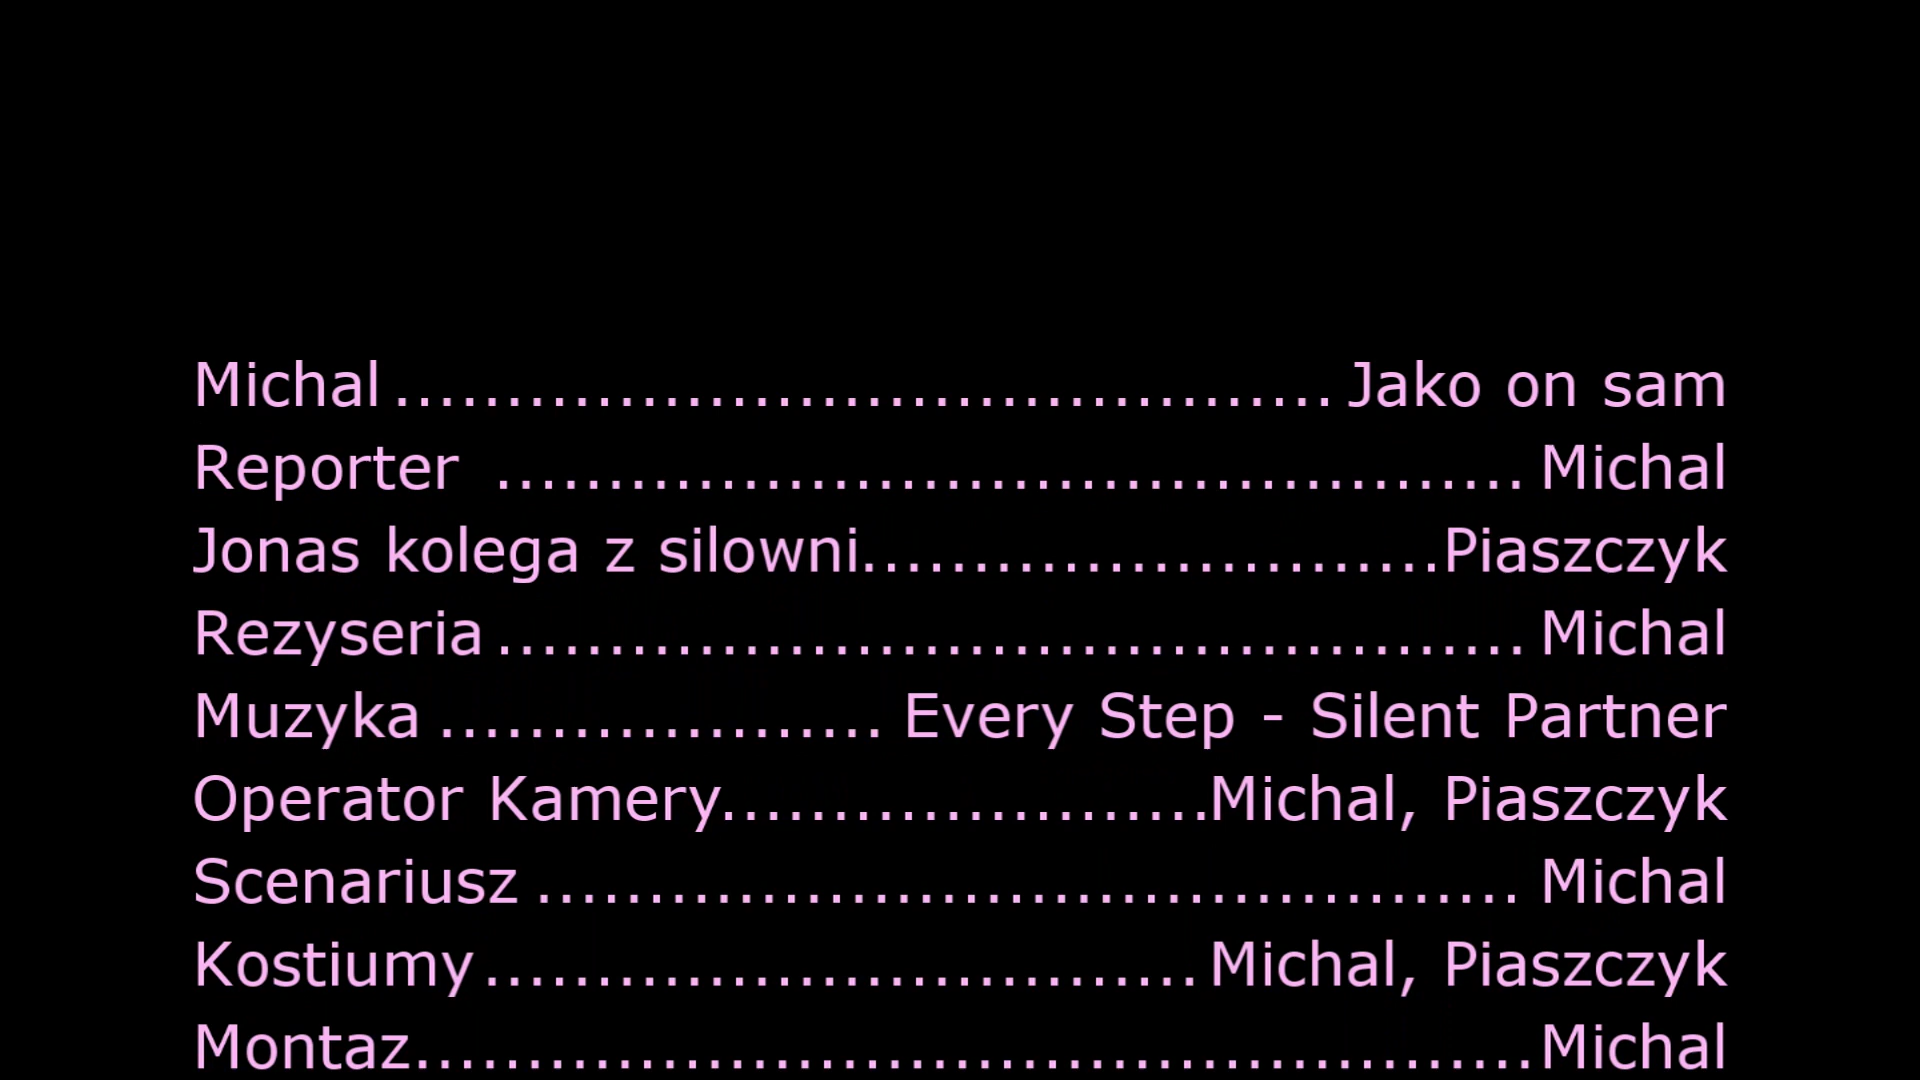 Michal..........................................Jako on sam
Reporter ..............................................Michal
Jonas kolega z silowni..........................Piaszczyk
Rezyseria..............................................Michal
Muzyka .................... Every Step - Silent Partner
Operator Kamery......................Michal, Piaszczyk
Scenariusz ............................................ Michal
Kostiumy................................Michal, Piaszczyk
Montaz..................................................Michal